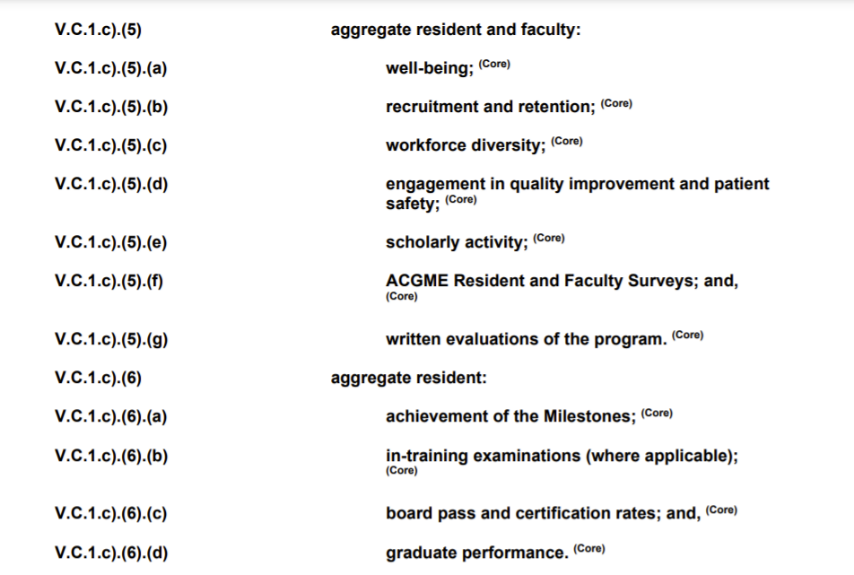 V.C.1.c).(5) aggregate resident and faculty:
V.C.1.c).(5).(a) well-being; (Core)
V.C.1.c).(5).(b) recruitment and retention; (Core)
V.C.1.c).(5).(c) workforce diversity; (Core)
V.C.1.c).(5).(d) engagement in quality improvement and patient
safety; (Core)
V.C.1.c).(5).(e) scholarly activity; (Core)
V.C.1.c).(5).(f) ACGME Resident and Faculty Surveys; and,
(Core)
V.C.1.c).(5).(g) written evaluations of the program. (Core)
V.C.1.c).(6) aggregate resident:
V.C.1.c).(6).(a) achievement of the Milestones; (Core)
V.C.1.c).(6).(b) in-training examinations (where applicable);
(Core)
V.C.1.c).(6).(c) board pass and certification rates; and, (Core)
V.C.1.c).(6).(d) graduate performance. (Core)